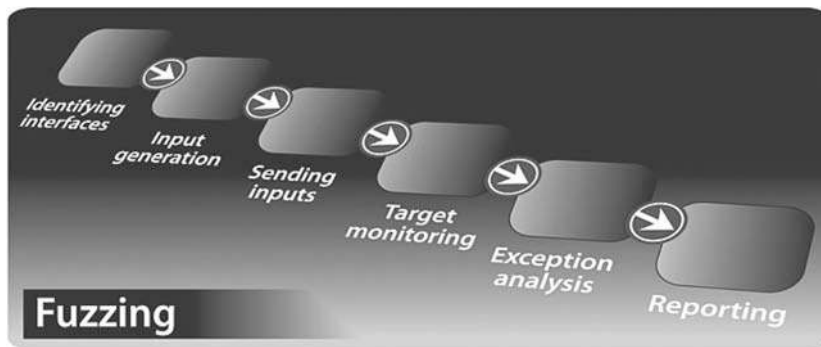 Identifying
interfaces
Input
generation
Sending
inputs
Target
monitoring
Exception
analysis
Reporting
Fuzzing